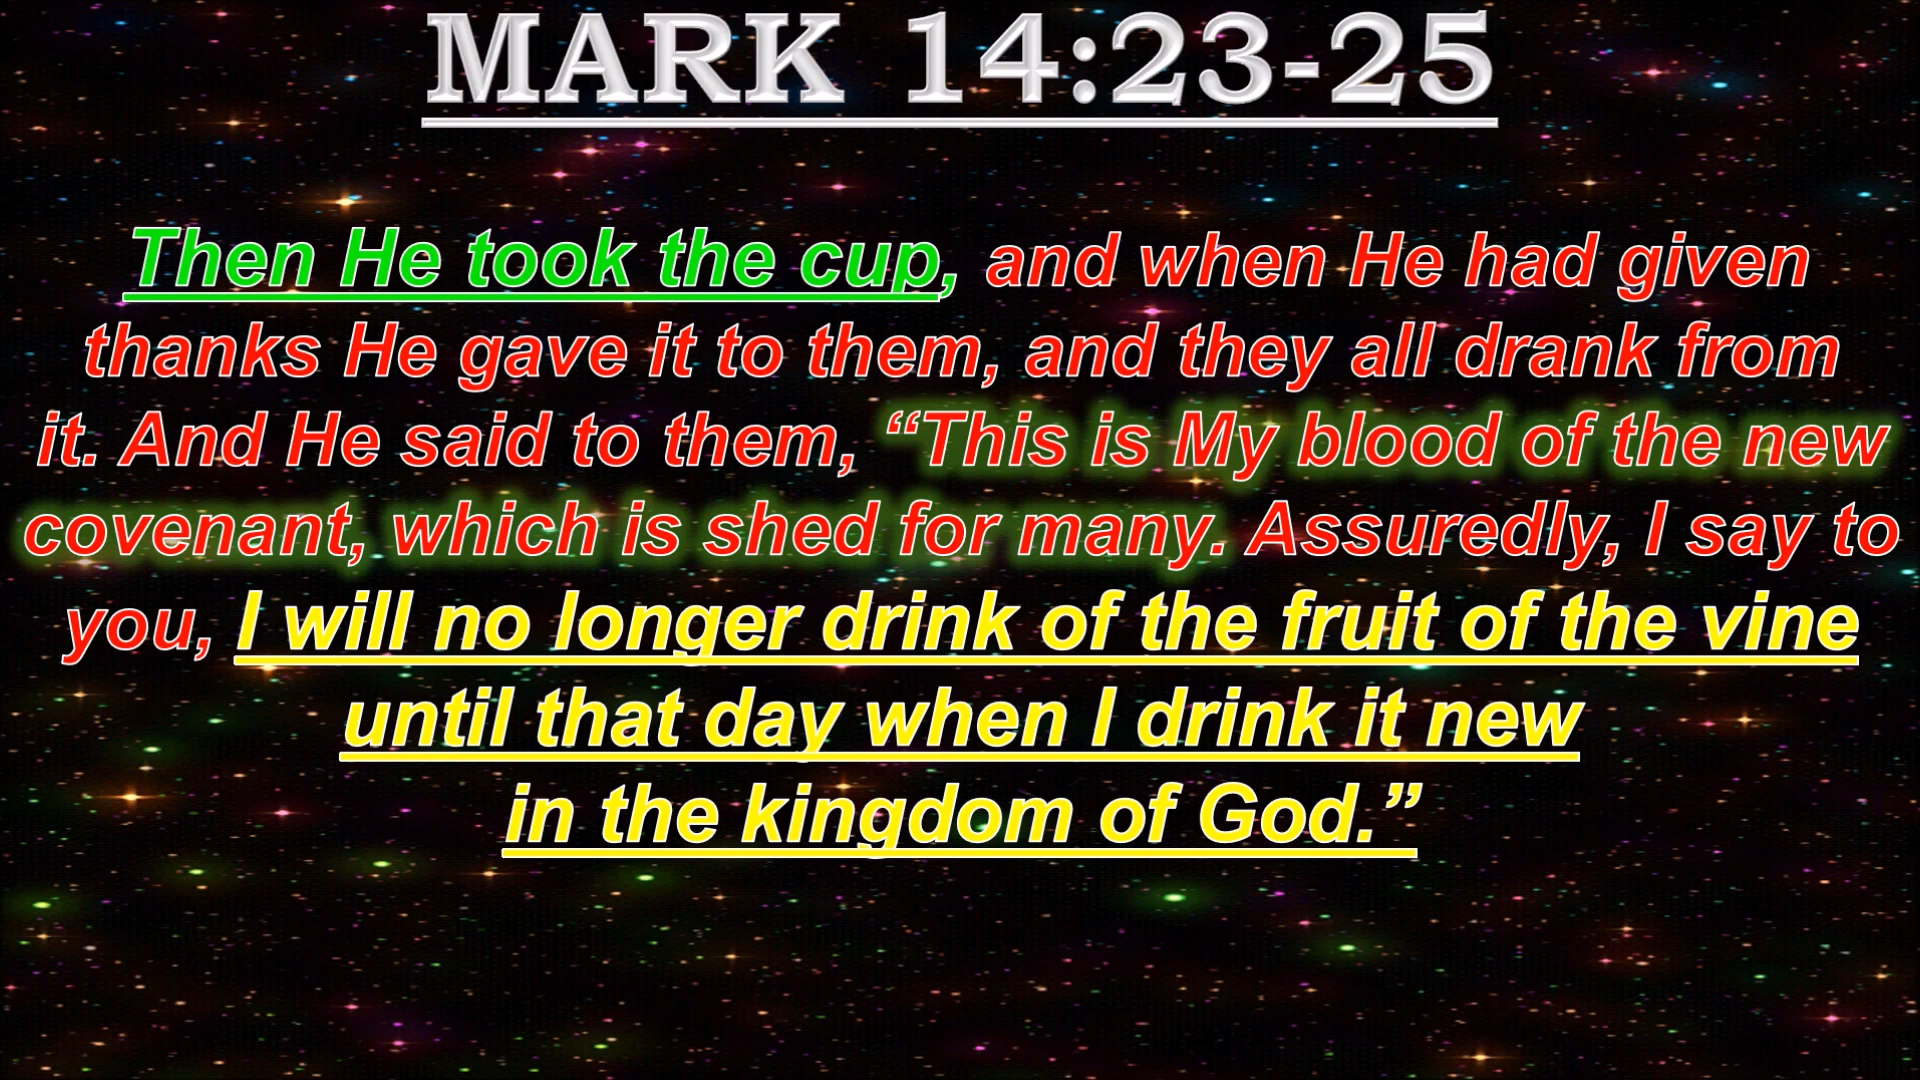 MARK 14:23-25
Then He took the cup, and when He had given
thanks He gave it to them, and they all drank from
it. And He said to them, “This is My blood of the new
covenant, which is shed for many. Assuredly, I say to
you, I will no longer drink of the fruit of the vine
until that day when I drink it new
in the kingdom of God.”